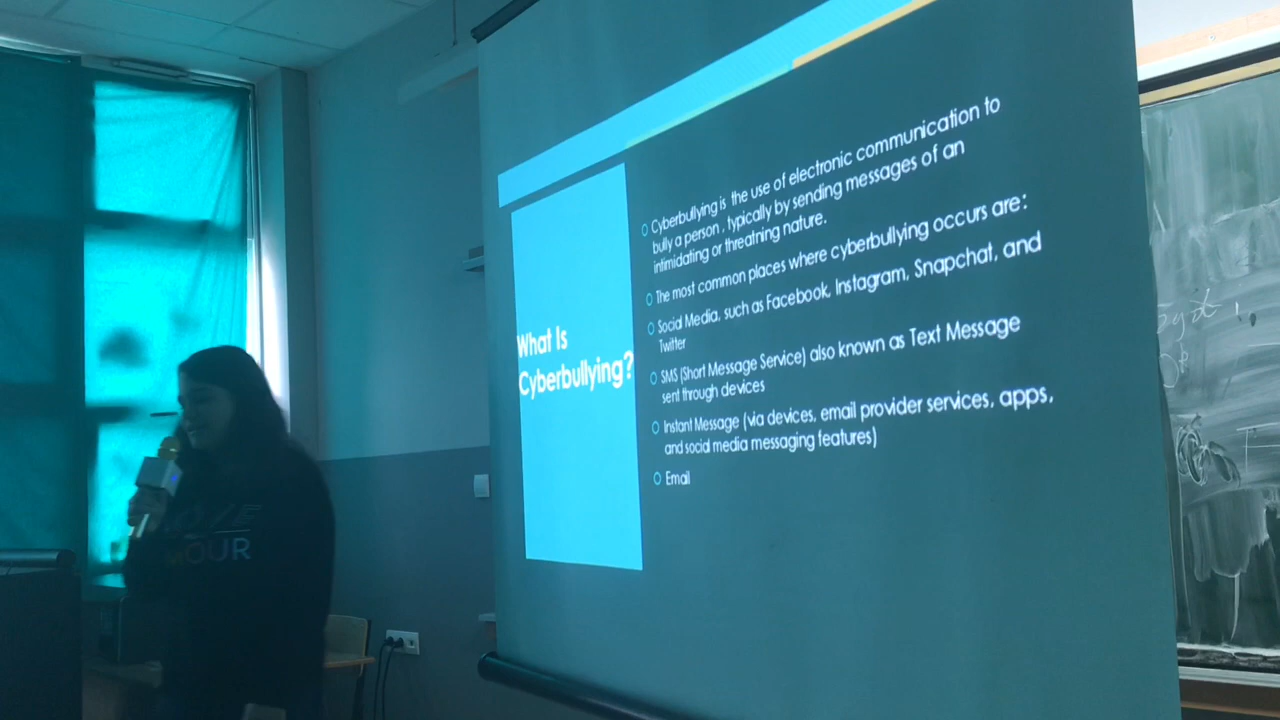 What Is
Cyberbullying?
Cyberbullying is the use of electronic communication to
bully a person , typically by sending messages of an
intimidating or threatning nature.
The most common places where cyberbullying occurs are:
Social Media, such as Facebook, Instagram, Snapchat, and
Twitter
SMS (Short Message Service) also known as Text Message
sent through devices
Instant Message (via devices, email provider services, apps,
and social media messaging features)
Email